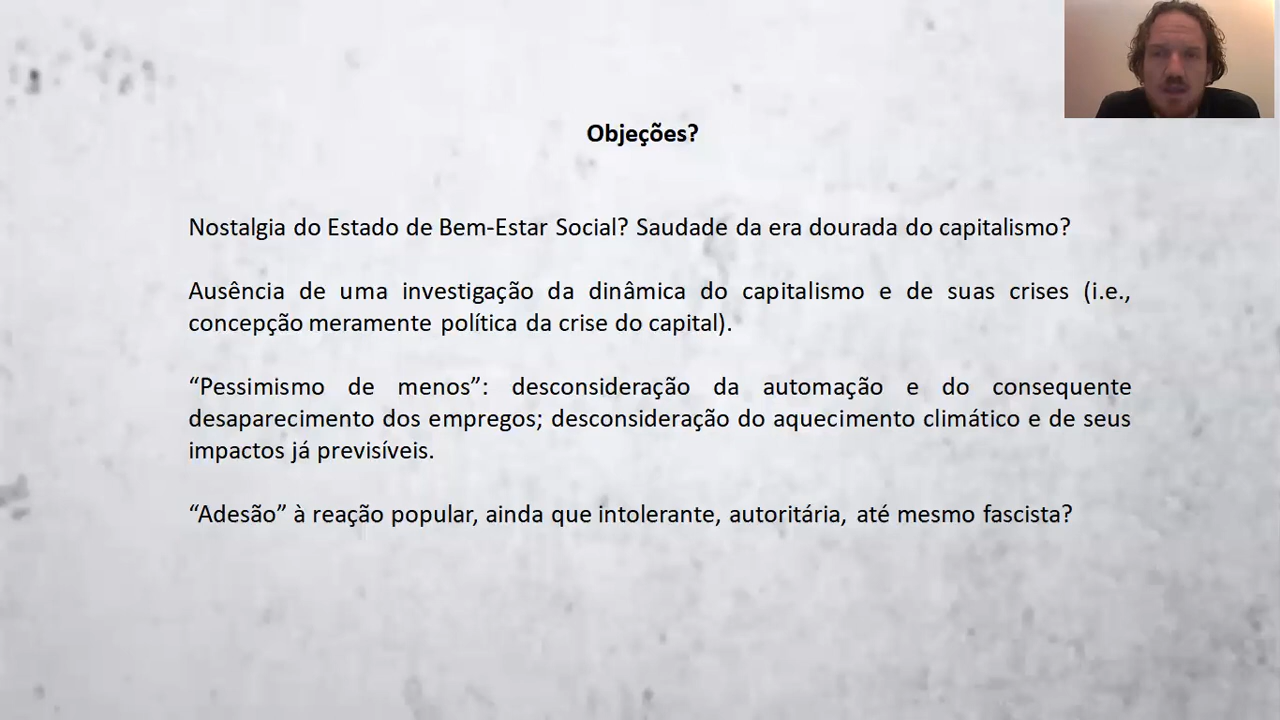 Objeções?
Nostalgia do Estado de Bem-Estar Social? Saudade da era dourada do capitalismo?
Ausência de uma investigação da dinâmica do capitalismo e de suas crises (i.e.,
concepção meramente política da crise do capital).
“Pessimismo de menos”: desconsideração da automação e do consequente
desaparecimento dos empregos; desconsideração do aquecimento climático e de seus
impactos já previsíveis.
“Adesão” à reação popular, ainda que intolerante, autoritária, até mesmo fascista?